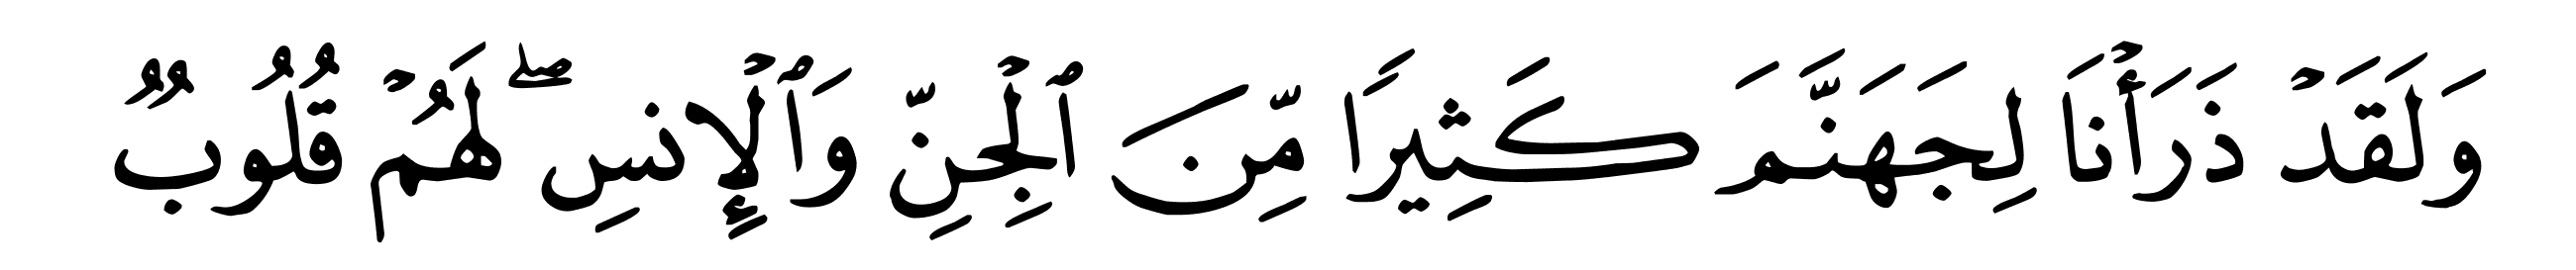 وَلَقَدۡ ذَرَأۡنَا لِجَهَنَّمَ كَثِيرٗا مِّنَ ٱلۡجِنِّ وَٱلۡإِنسِۖ لَهُمۡ قُلُوبٞ